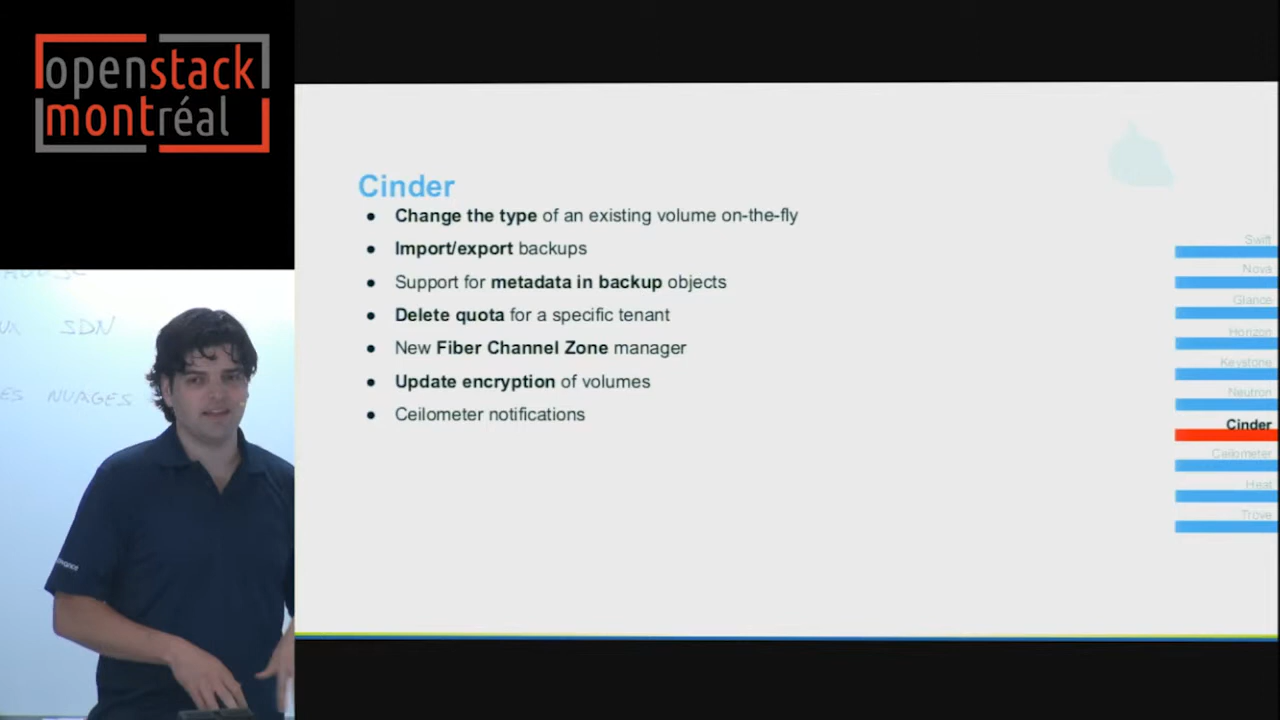 openstack
montréal
Cinder
● Change the type of an existing volume on-the-fly
● Import/export backups
● Support for metadata in backup objects
● Delete quota for a specific tenant
● New Fiber Channel Zone manager
● Update encryption of volumes
● Ceilometer notifications
Swift
Nova
Glance
Horizon
Keystone
Neutron
Cinder
Ceilometer
Heat
Trove
SDN
NUAGES